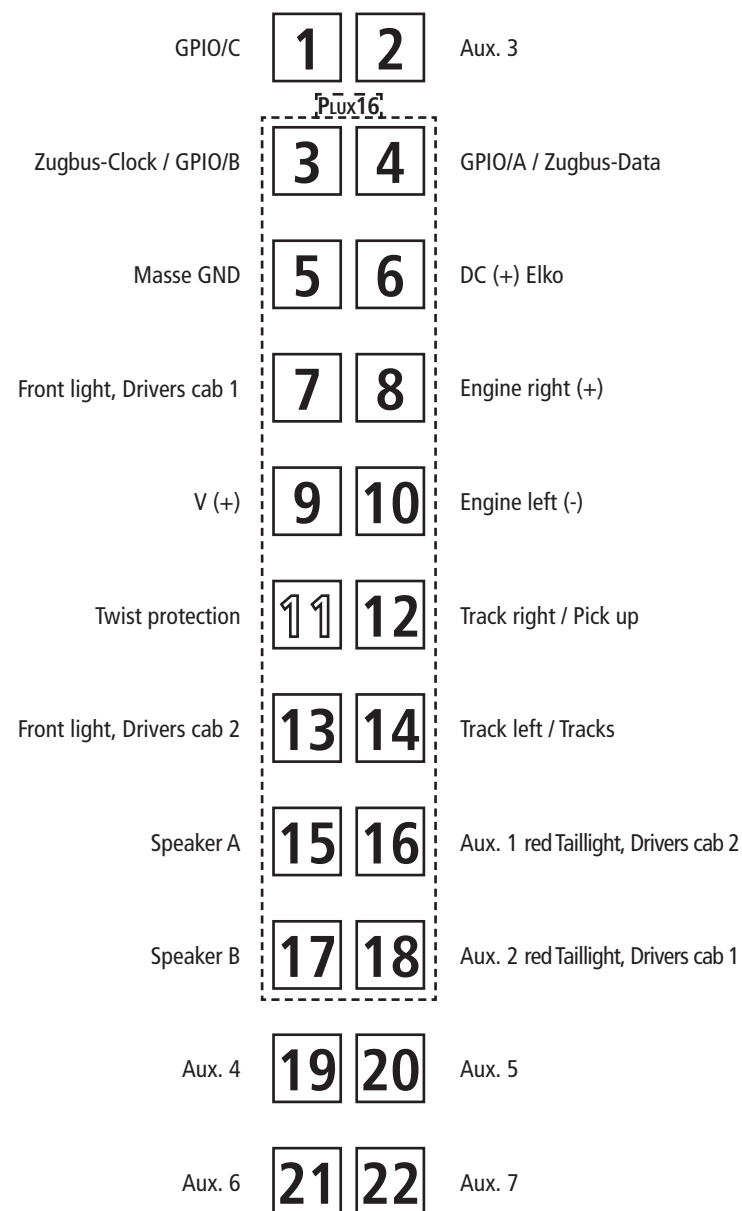 GPIO/C 1 2 Aux. 3
PLUX16
Zugbus-Clock / GPIO/B 3 4 GPIO/A / Zugbus-Data
Masse GND 5 6 DC (+) Elko
Front light, Drivers cab 1 7 8 Engine right (+)
V (+) 9 10 Engine left (-)
Twist protection 11 12 Track right / Pick up
Front light, Drivers cab 2 13 14 Track left / Tracks
Speaker A 15 16 Aux. 1 red Taillight, Drivers cab 2
Speaker B 17 18 Aux. 2 red Taillight, Drivers cab 1
Aux. 4 19 20 Aux. 5
Aux. 6 21 22 Aux. 7